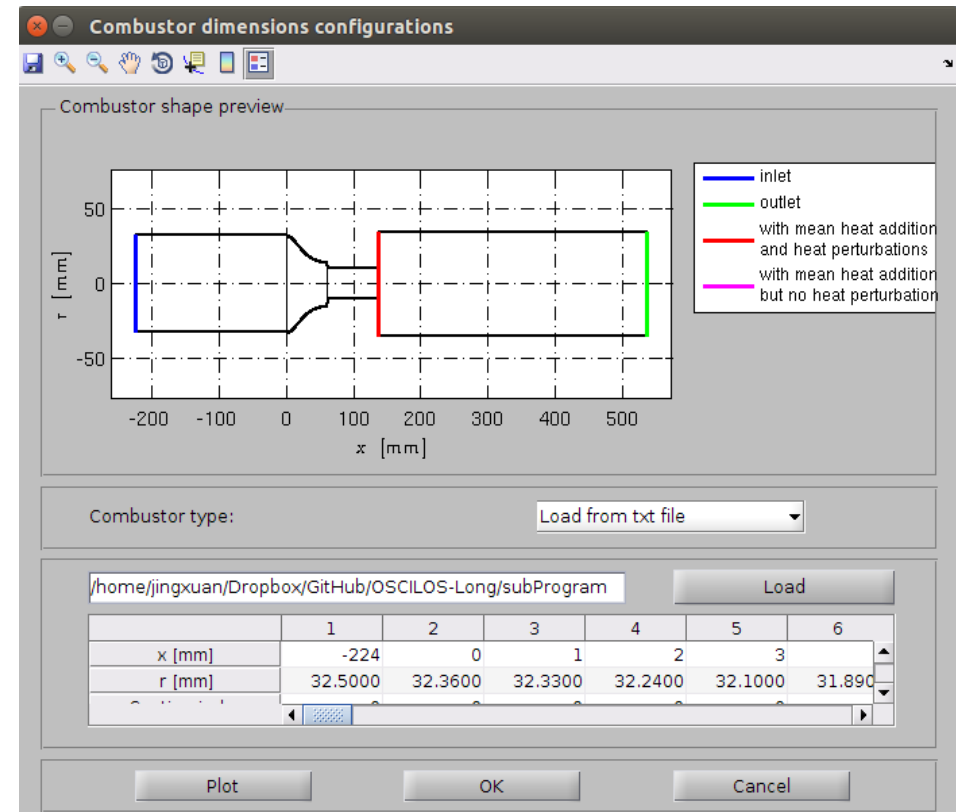 Combustor dimensions configurations
Combustor shape preview
50
0
-50
r [mm]
-200 -100 0 100 200 300 400 500
x [mm]
inlet
outlet
with mean heat addition
and heat perturbations
with mean heat addition
but no heat perturbation
Combustor type:
Load from txt file
/home/jingxuan/Dropbox/GitHub/OSCILOS-Long/subProgram
Load
1 2 3 4 5 6
x [mm] -224 0 1 2 3
r [mm] 32.5000 32.3600 32.3300 32.2400 32.1000 31.890
Plot OK Cancel